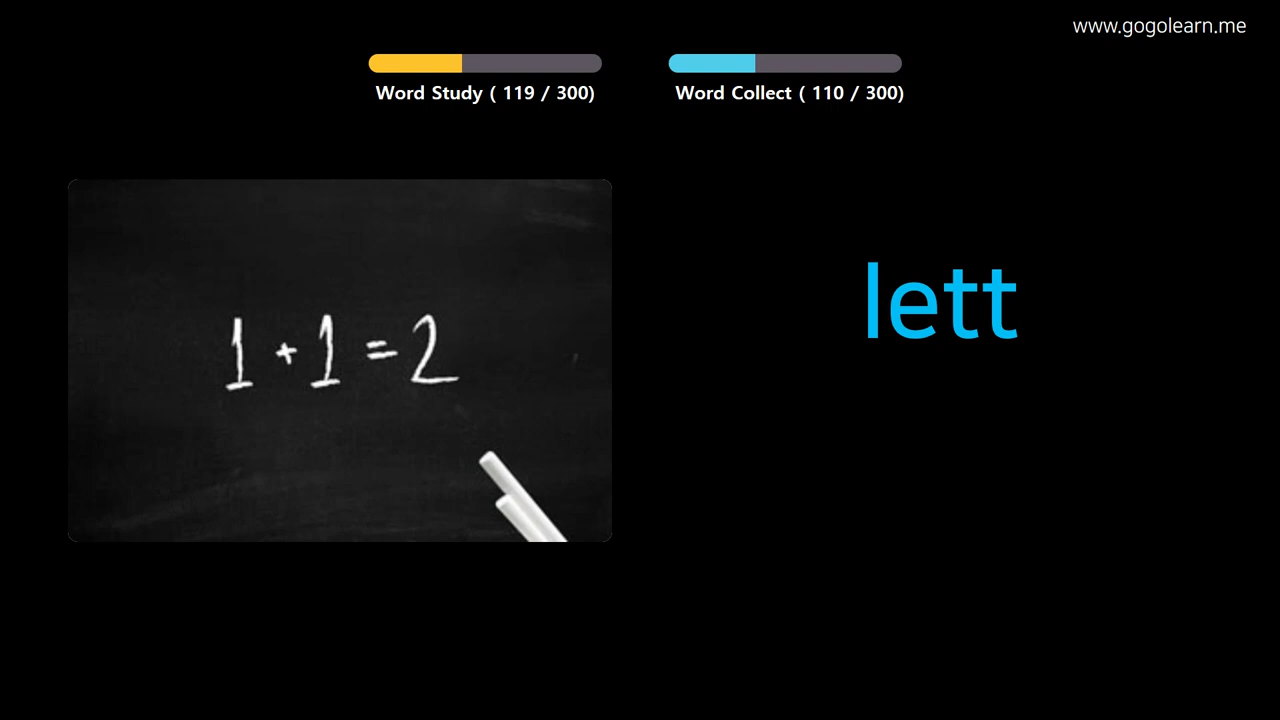 www.gogolearn.me
Word Study ( 119 / 300)
Word Collect ( 110 / 300)
lett
1 + 1 = 2